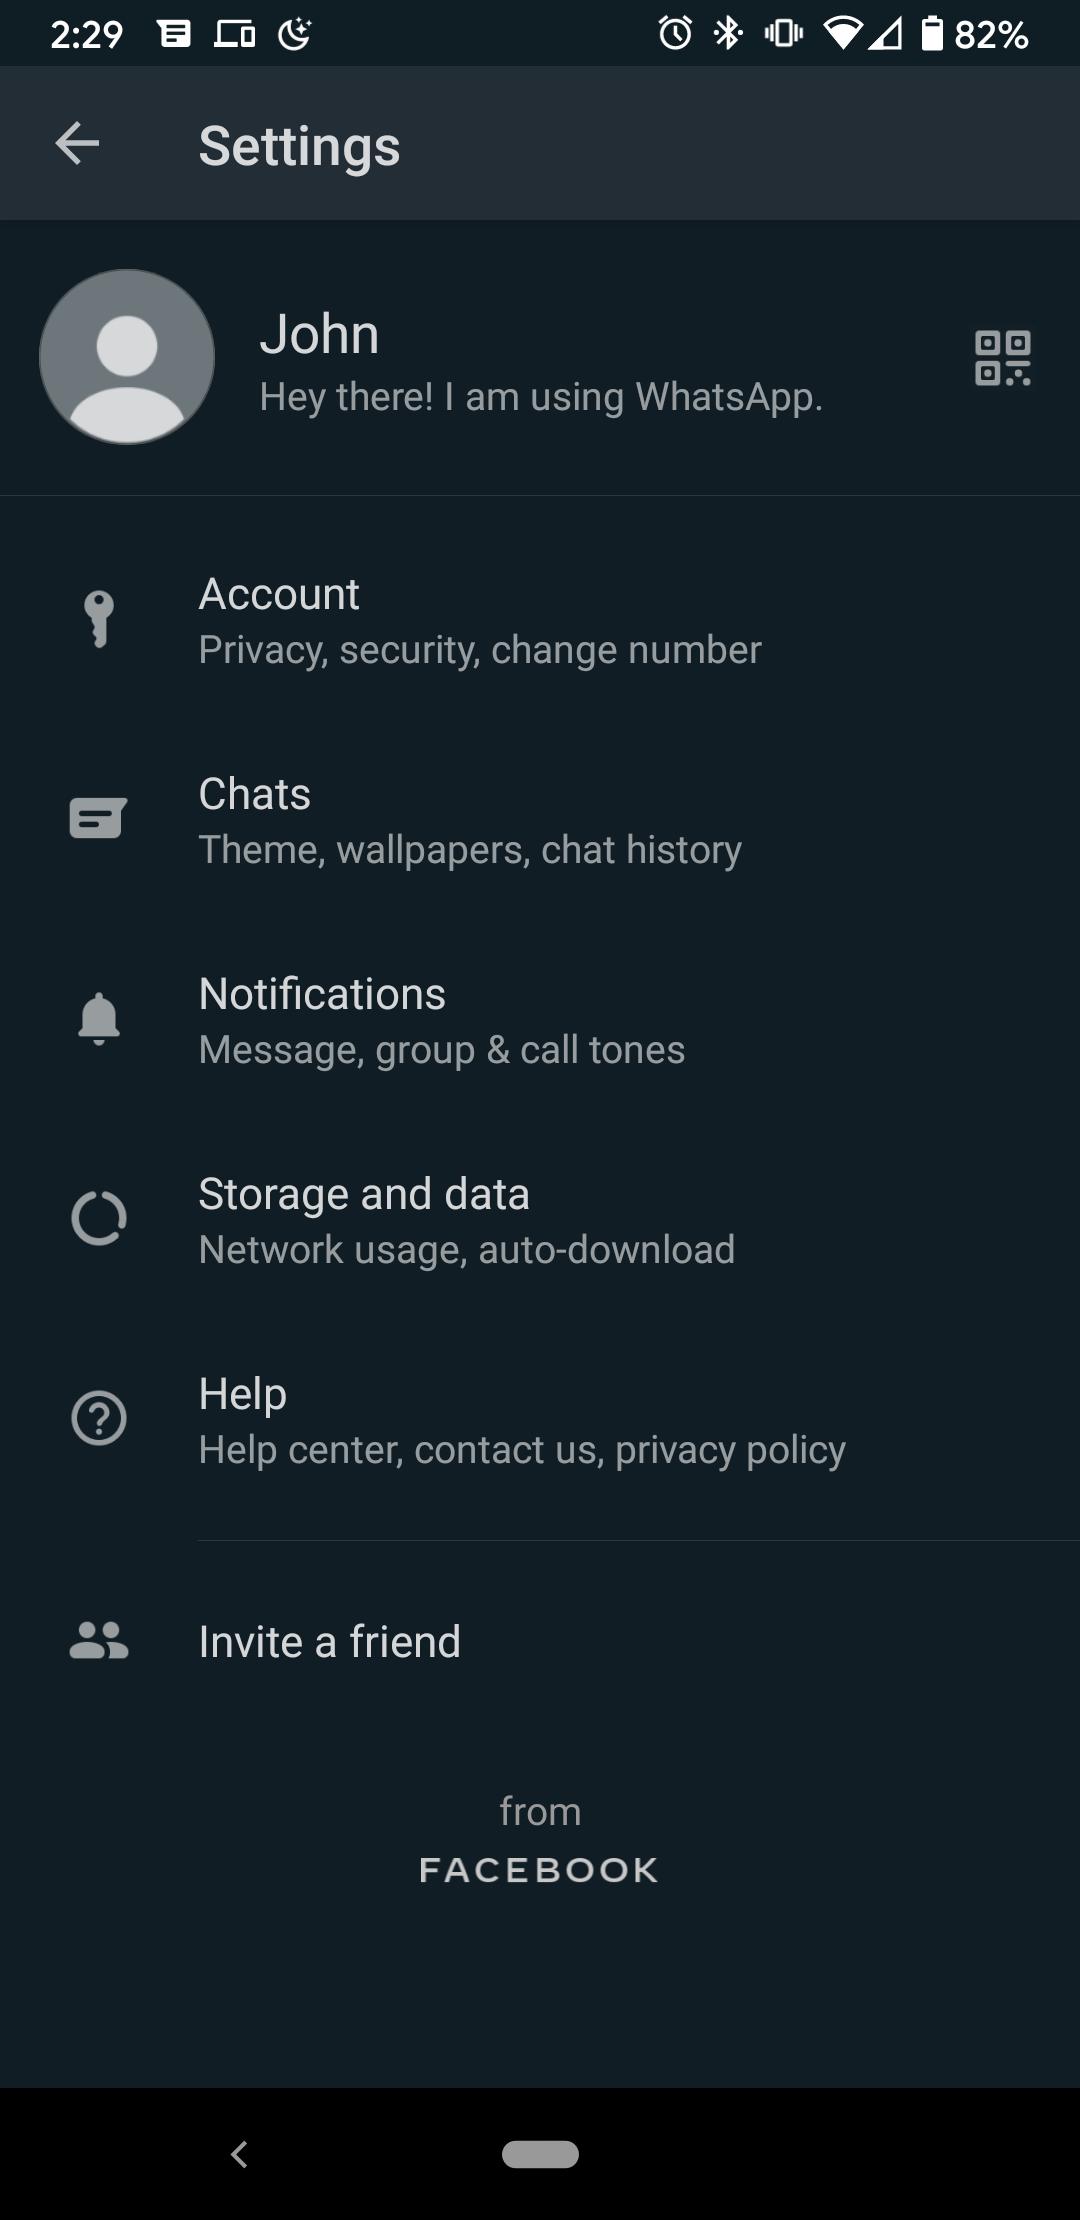 2:29
82%
Settings
John
Hey there! I am using WhatsApp.
Account
Privacy, security, change number
Chats
Theme, wallpapers, chat history
Notifications
Message, group & call tones
Storage and data
Network usage, auto-download
Help
Help center, contact us, privacy policy
Invite a friend
from
FACEBOOK